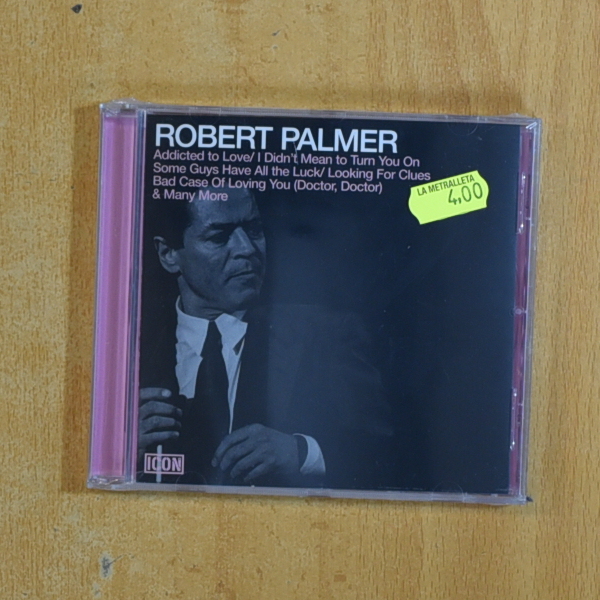 ROBERT PALMER
Addicted to Love/ I Didn't Mean to Turn You On
Some Guys Have All the Luck/ Looking For Clues
Bad Case Of Loving You (Doctor, Doctor)
& Many More
LA METRALLETA
4,00
ICON